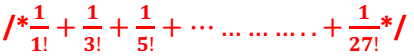 /*1/1! + 1/3! + 1/5! + ⋯ … … … . . + 1/27!*/